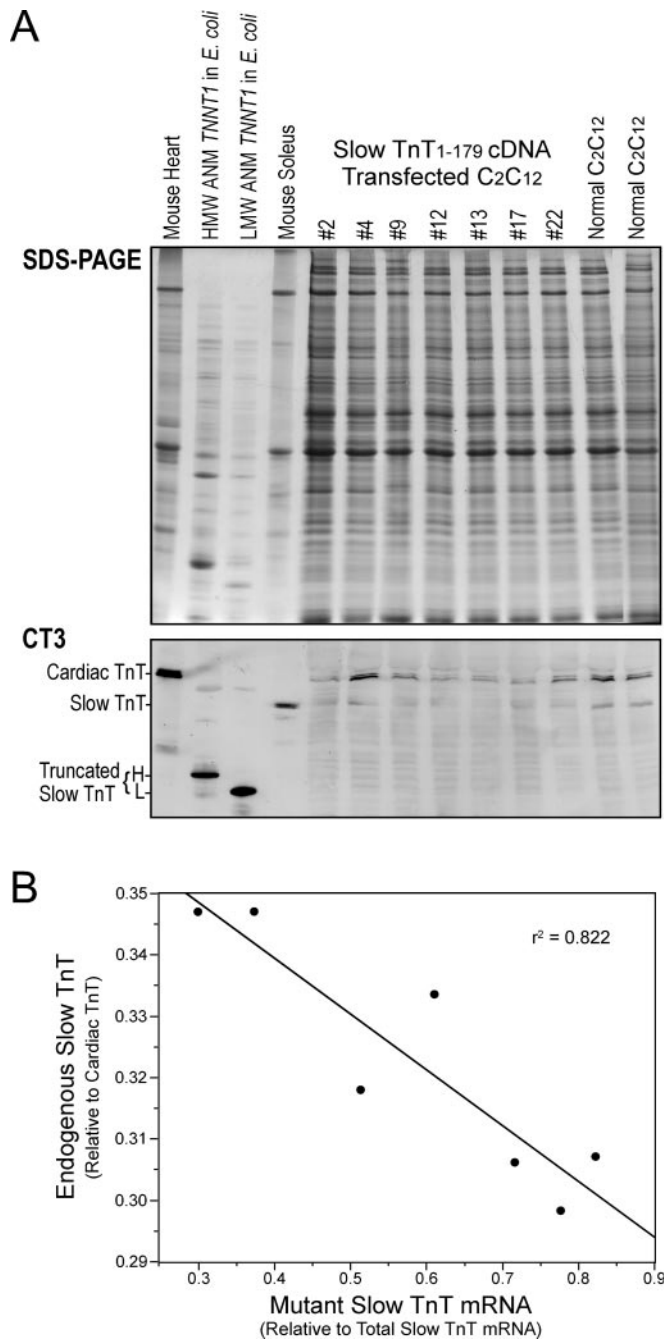 A
Mouse Heart
HMW ANM TNNT1 in E. coli
LMW ANM TNNT1 in E. coli
Mouse Soleus
Slow TnT1-179 cDNA
Transfected C2C12
#2
#4
#9
#12
#13
#17
#22
Normal C2C12
Normal C2C12
SDS-PAGE
CT3
Cardiac TnT
Slow TnT
Truncated
Slow TnT
{
H
L
B
Endogenous Slow TnT
(Relative to Cardiac TnT)
0.35
0.34
0.33
0.32
0.31
0.30
0.29
r² = 0.822
0.3
0.4
0.5
0.6
0.7
0.8
0.9
Mutant Slow TnT mRNA
(Relative to Total Slow TnT mRNA)